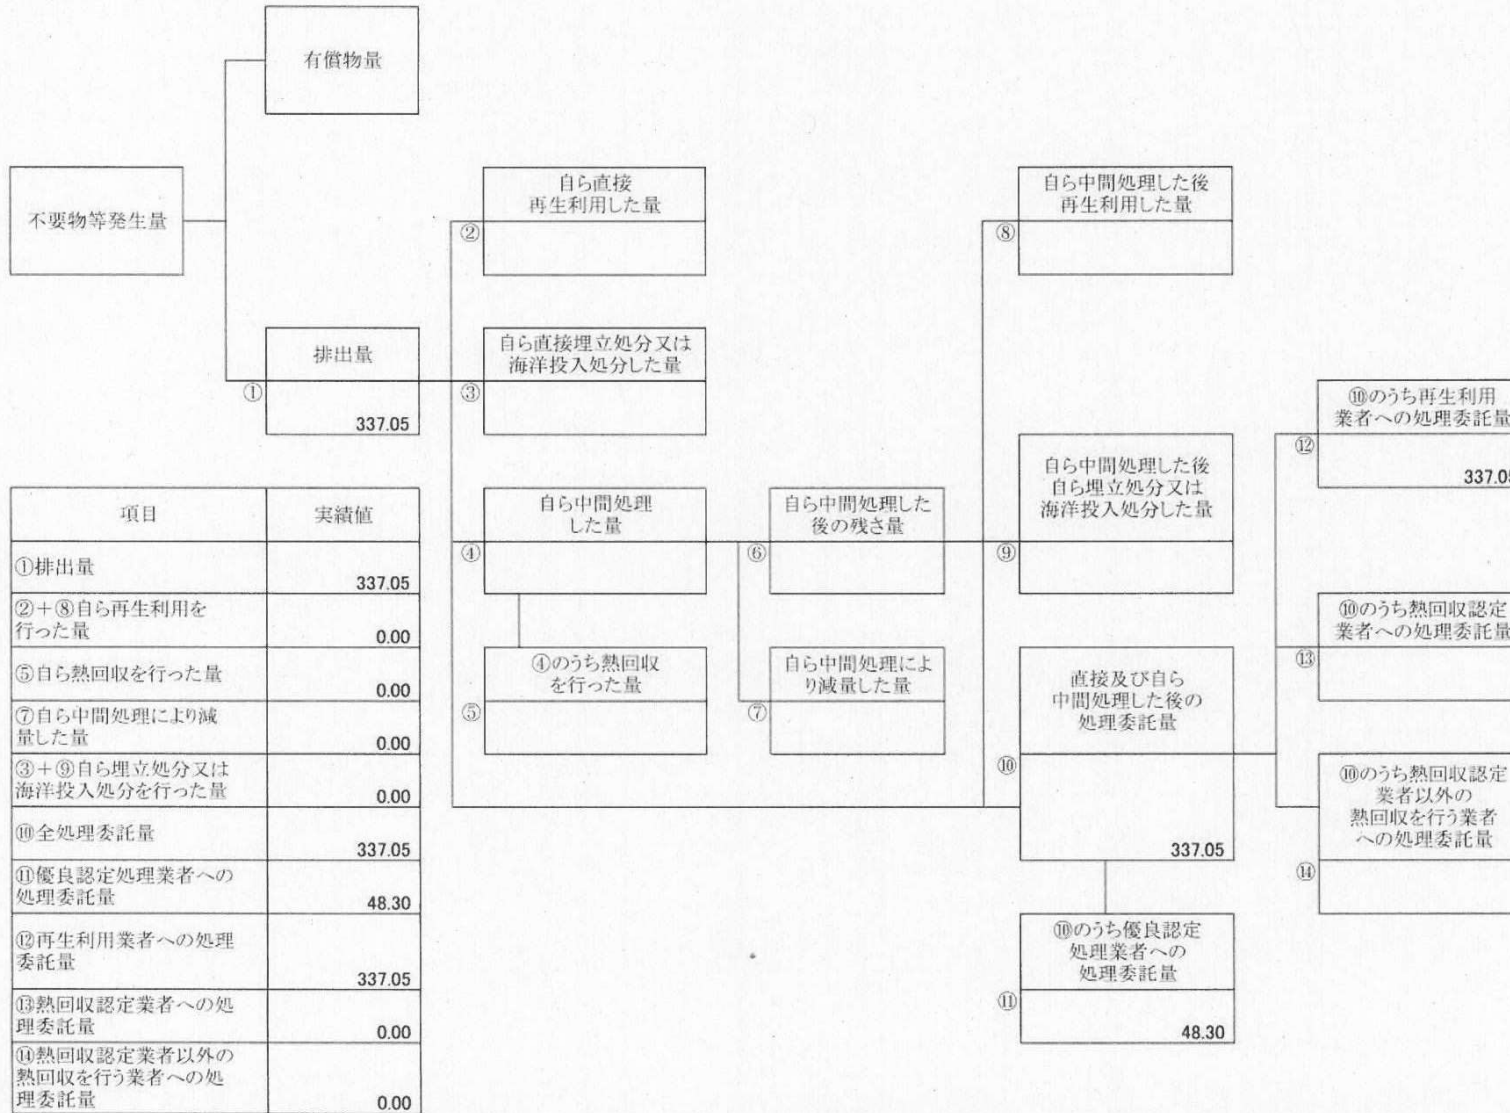 有償物量
不要物等発生量
自ら直接
再生利用した量
②
自ら中間処理した後
再生利用した量
⑧
排出量
①
337.05
自ら直接埋立処分又は
海洋投入処分した量
③
⑩のうち再生利用
業者への処理委託量
⑫
337.05
自ら中間処理
した量
④
自ら中間処理した
後の残さ量
⑥
自ら中間処理した後
自ら埋立処分又は
海洋投入処分した量
⑨
④のうち熱回収
を行った量
⑤
自ら中間処理によ
り減量した量
⑦
直接及び自ら
中間処理した後の
処理委託量
⑩
337.05
⑩のうち熱回収認定
業者への処理委託量
⑬
⑩のうち熱回収認定
業者以外の
熱回収を行う業者
への処理委託量
⑭
⑩のうち優良認定
処理業者への
処理委託量
⑪
48.30
項目 実績値
①排出量
337.05
②+⑧自ら再生利用を
行った量
0.00
⑤自ら熱回収を行った量
0.00
⑦自ら中間処理により減
量した量
0.00
③+⑨自ら埋立処分又は
海洋投入処分を行った量
0.00
⑩全処理委託量
337.05
⑪優良認定処理業者への
処理委託量
48.30
⑫再生利用業者への処理
委託量
337.05
⑬熱回収認定業者への処
理委託量
0.00
⑭熱回収認定業者以外の
熱回収を行う業者への処
理委託量
0.00